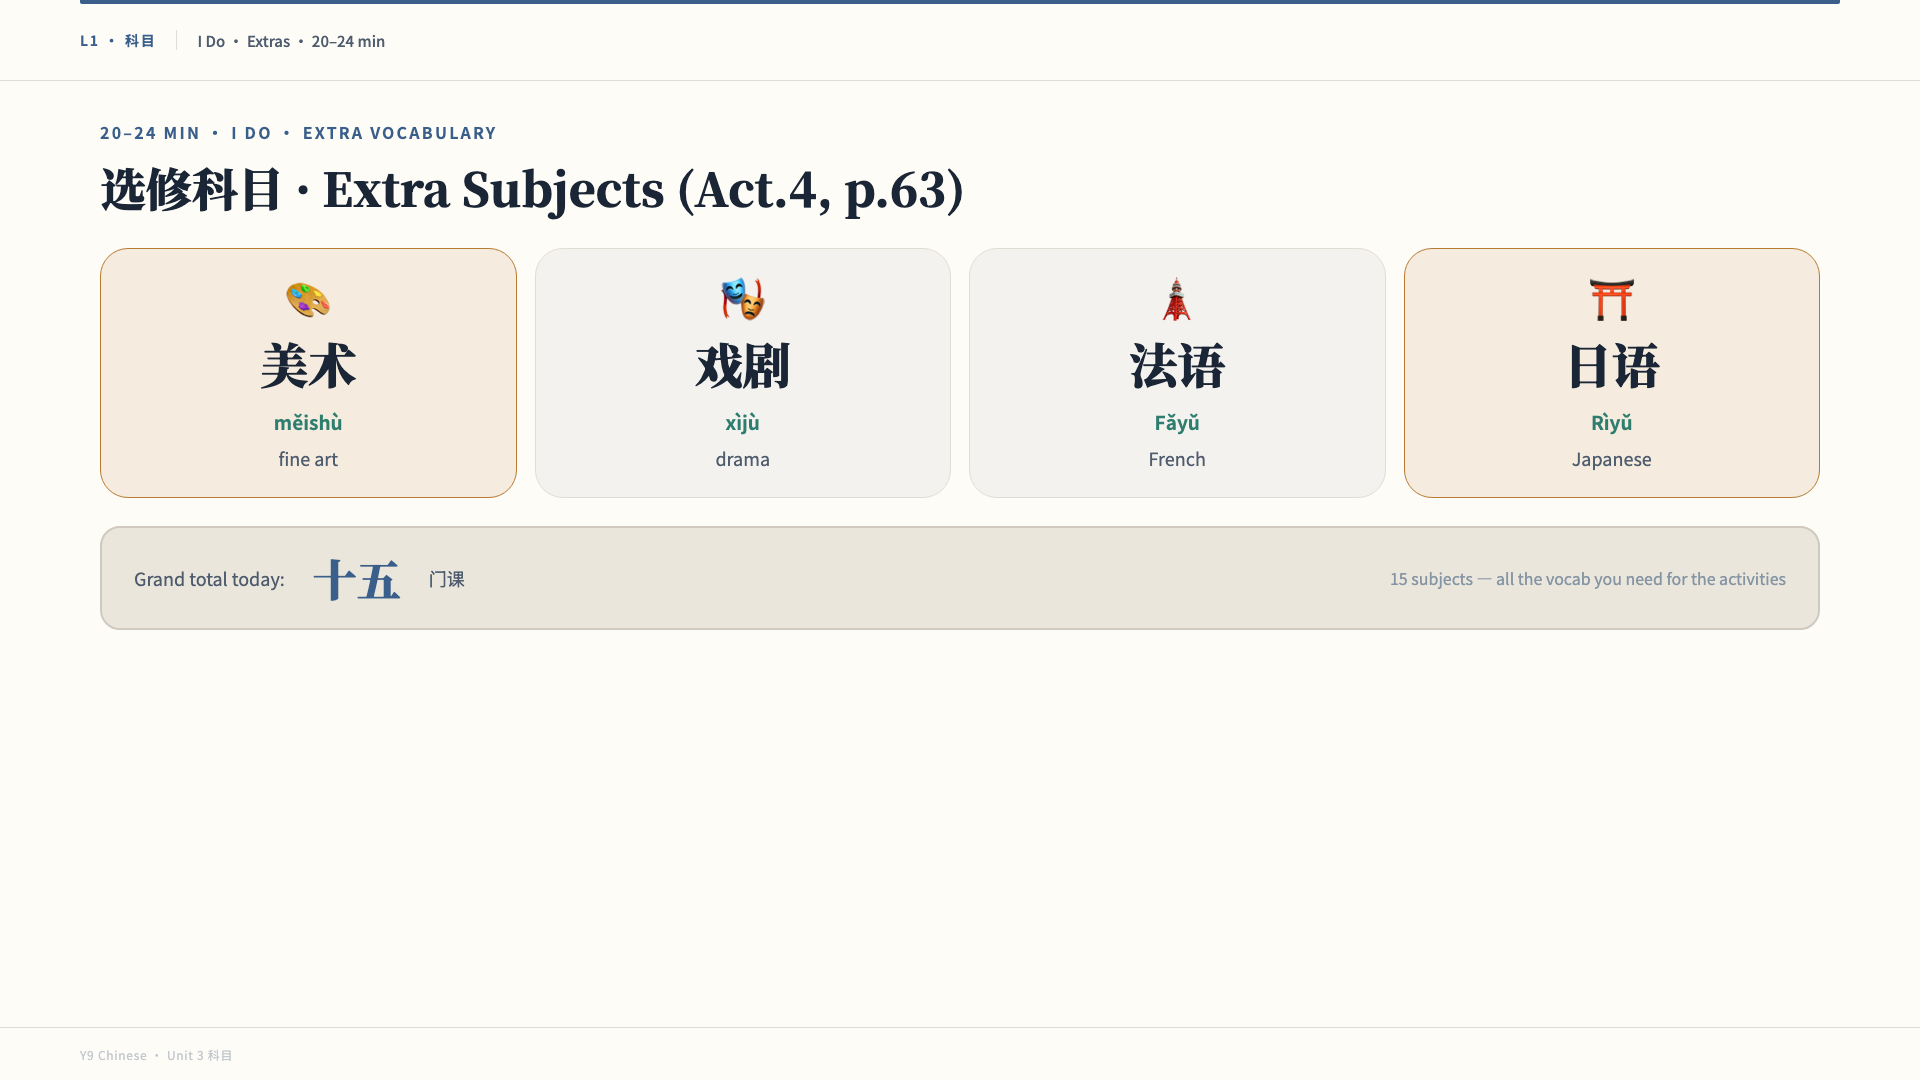 L1 • 科目 I Do • Extras • 20–24 min
20–24 MIN • I DO • EXTRA VOCABULARY
选修科目 · Extra Subjects (Act.4, p.63)
美术
měishù
fine art
戏剧
xìjù
drama
法语
Fǎyǔ
French
日语
Rìyǔ
Japanese
Grand total today: 十五 门课
15 subjects — all the vocab you need for the activities
Y9 Chinese • Unit 3 科目